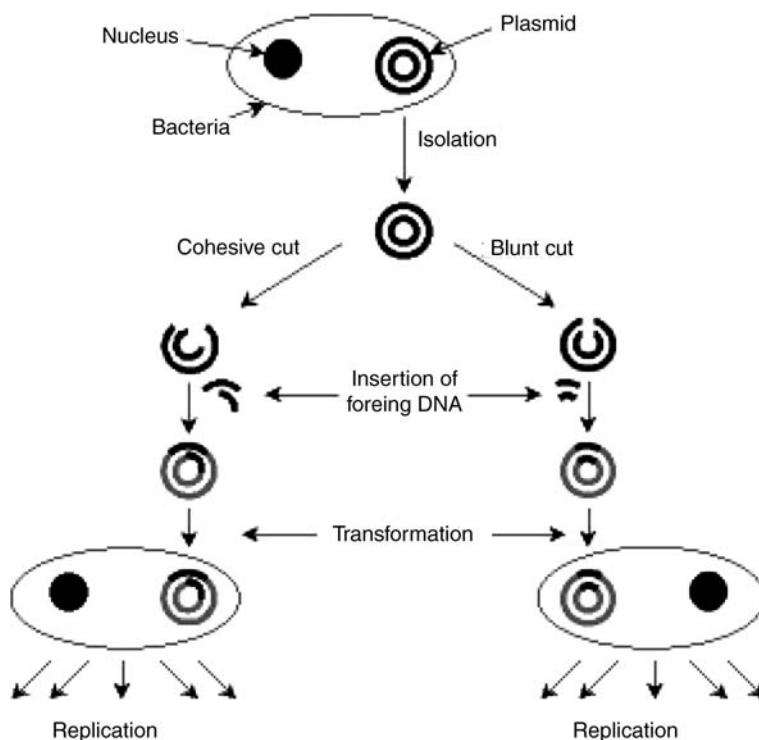 Nucleus
Plasmid
Bacteria
Isolation
Cohesive cut
Blunt cut
Insertion of
foreing DNA
Transformation
Replication
Replication